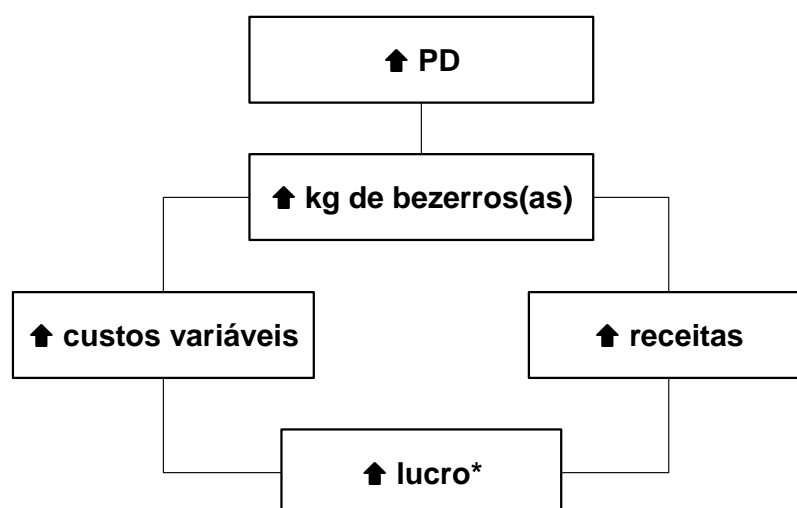 🡅 PD
🡅 kg de bezerros(as)
🡅 custos variáveis
🡅 receitas
🡅 lucro*